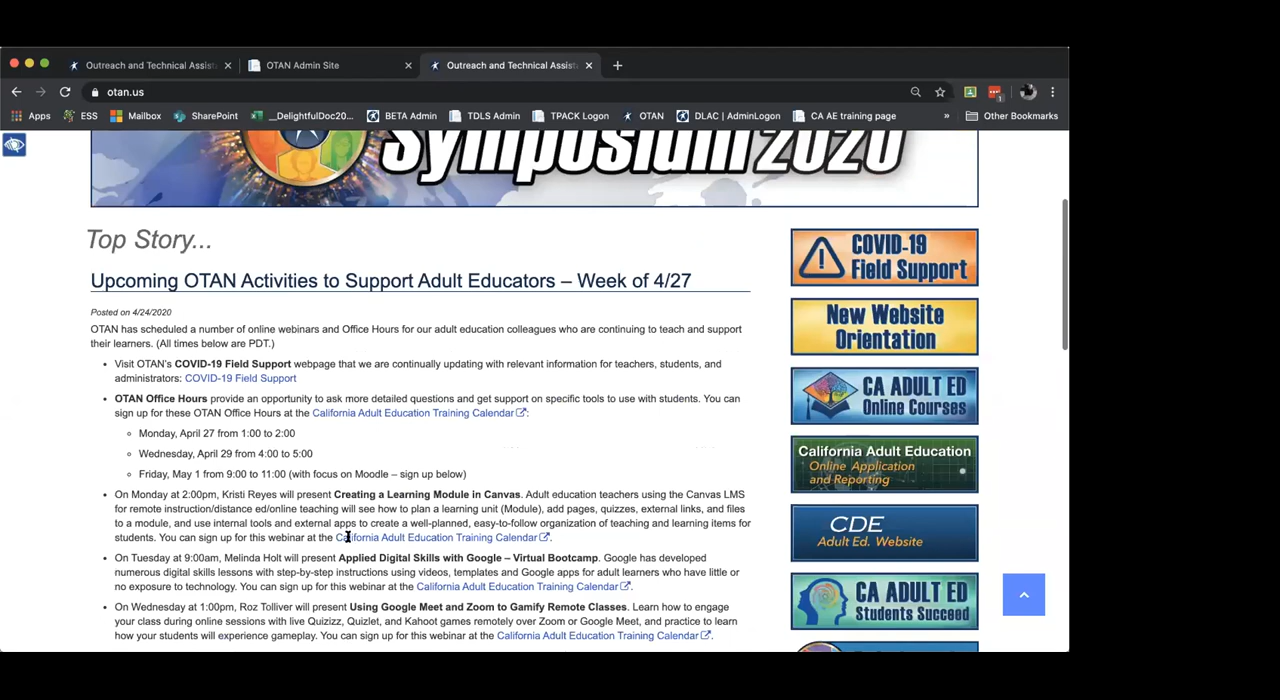 Outreach and Technical Assist
OTAN Admin Site
Outreach and Technical Assist
otan.us
Apps
ESS
Mailbox
SharePoint
__DelightfulDoc20...
BETA Admin
TDLS Admin
TPACK Logon
OTAN
DLAC | AdminLogon
CA AE training page
»
Other Bookmarks
Symposium 2020
Top Story...
Upcoming OTAN Activities to Support Adult Educators – Week of 4/27
Posted on 4/24/2020
OTAN has scheduled a number of online webinars and Office Hours for our adult education colleagues who are continuing to teach and support
their learners. (All times below are PDT.)
• Visit OTAN's COVID-19 Field Support webpage that we are continually updating with relevant information for teachers, students, and
administrators: COVID-19 Field Support
• OTAN Office Hours provide an opportunity to ask more detailed questions and get support on specific tools to use with students. You can
sign up for these OTAN Office Hours at the California Adult Education Training Calendar:
Monday, April 27 from 1:00 to 2:00
Wednesday, April 29 from 4:00 to 5:00
Friday, May 1 from 9:00 to 11:00 (with focus on Moodle – sign up below)
• On Monday at 2:00pm, Kristi Reyes will present Creating a Learning Module in Canvas. Adult education teachers using the Canvas LMS
for remote instruction/distance ed/online teaching will see how to plan a learning unit (Module), add pages, quizzes, external links, and files
to a module, and use internal tools and external apps to create a well-planned, easy-to-follow organization of teaching and learning items for
students. You can sign up for this webinar at the California Adult Education Training Calendar.
• On Tuesday at 9:00am, Melinda Holt will present Applied Digital Skills with Google – Virtual Bootcamp. Google has developed
numerous digital skills lessons with step-by-step instructions using videos, templates and Google apps for adult learners who have little or
no exposure to technology. You can sign up for this webinar at the California Adult Education Training Calendar.
• On Wednesday at 1:00pm, Roz Tolliver will present Using Google Meet and Zoom to Gamify Remote Classes. Learn how to engage
your class during online sessions with live Quizizz, Quizlet, and Kahoot games remotely over Zoom or Google Meet, and practice to learn
how your students will experience gameplay. You can sign up for this webinar at the California Adult Education Training Calendar.
COVID-19
Field Support
New Website
Orientation
CA ADULT ED
Online Courses
California Adult Education
Online Application
and Reporting
CDE
Adult Ed. Website
CA ADULT ED
Students Succeed